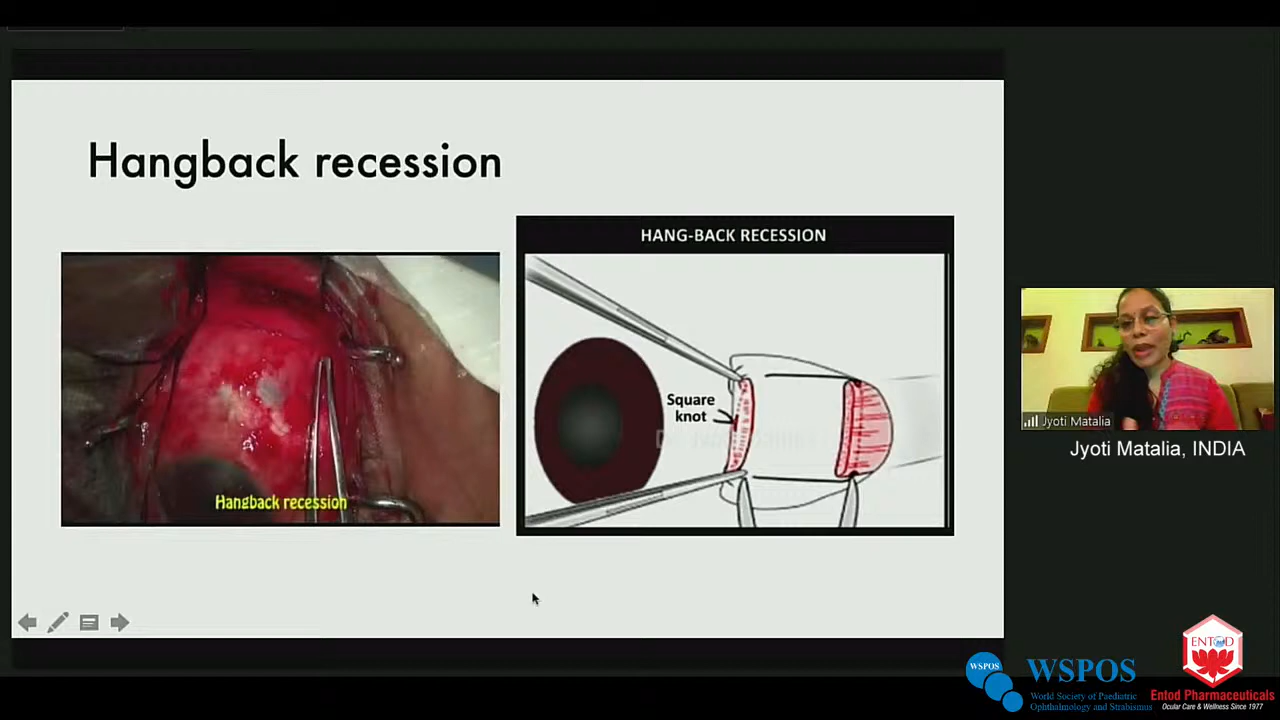 Hangback recession
Hangback recession
HANG-BACK RECESSION
Square
knot
Jyoti Matalia
Jyoti Matalia, INDIA
WSPOS
WSPOS
World Society of Paediatric
Ophthalmology and Strabismus
ENTOD
Entod Pharmaceuticals
Ocular Care & Wellness Since 1977